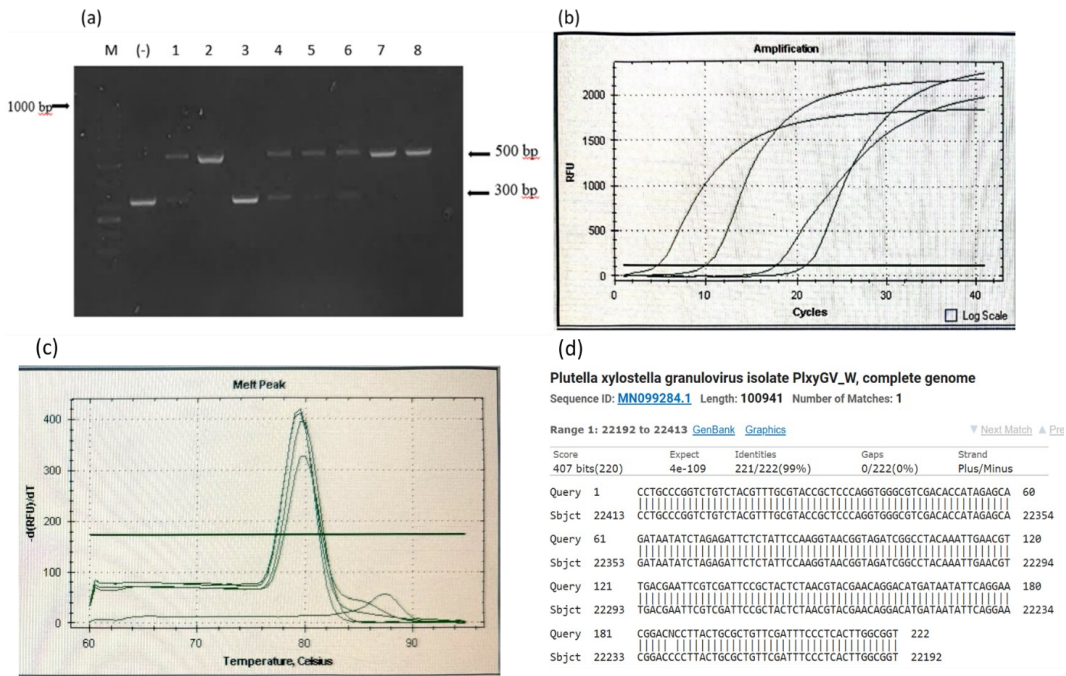 (a)
M (-) 1 2 3 4 5 6 7 8
1000 bp
500 bp
300 bp
(b)
Amplification
RFU
2000
1500
1000
500
0
0 10 20 30 40
Cycles
Log Scale
(c)
Melt Peak
-d(RFU)/dT
400
300
200
100
0
60 70 80 90
Temperature, Celsius
(d)
Plutella xylostella granulovirus isolate PlxyGV_W, complete genome
Sequence ID: MN099284.1 Length: 100941 Number of Matches: 1
Range 1: 22192 to 22413 GenBank Graphics Next Match Pre
Score Expect Identities Gaps Strand
407 bits(220) 4e-109 221/222(99%) 0/222(0%) Plus/Minus
Query 1 CCTGCCCGGTCTGTCTACGTTTGCGTACCGCTCCCAGGTGGGCGTCGACACCATAGAGCA 60
Sbjct 22413 CCTGCCCGGTCTGTCTACGTTTGCGTACCGCTCCCAGGTGGGCGTCGACACCATAGAGCA 22354
Query 61 GATAATATCTAGAGATTCTCTATTCCAAGGTAACGGTAGATCGGCCTACAAATTGAACGT 120
Sbjct 22353 GATAATATCTAGAGATTCTCTATTCCAAGGTAACGGTAGATCGGCCTACAAATTGAACGT 22294
Query 121 TGACGAATTCGTCGATTCCGCTACTCTAACGTACGAACAGGACATGATAATATTCAGGAA 180
Sbjct 22293 TGACGAATTCGTCGATTCCGCTACTCTAACGTACGAACAGGACATGATAATATTCAGGAA 22234
Query 181 CGGACNCCTTACTGCGCTGTTCGATTTCCCTCACTTGGCGGT 222
Sbjct 22233 CGGACCCCTTACTGCGCTGTTCGATTTCCCTCACTTGGCGGT 22192